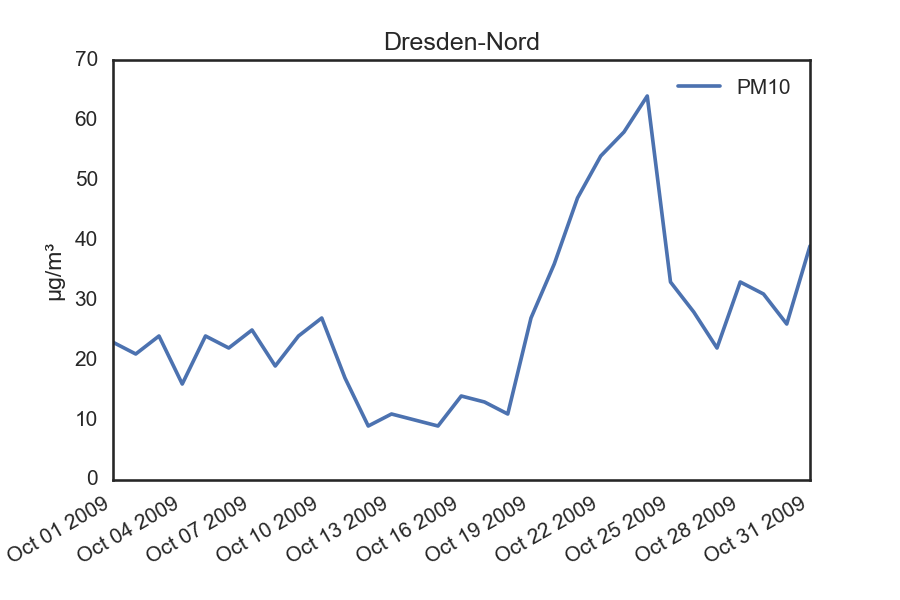 Dresden-Nord
70
60
50
40
30
20
10
0
µg/m³
PM10
Oct 01 2009
Oct 04 2009
Oct 07 2009
Oct 10 2009
Oct 13 2009
Oct 16 2009
Oct 19 2009
Oct 22 2009
Oct 25 2009
Oct 28 2009
Oct 31 2009